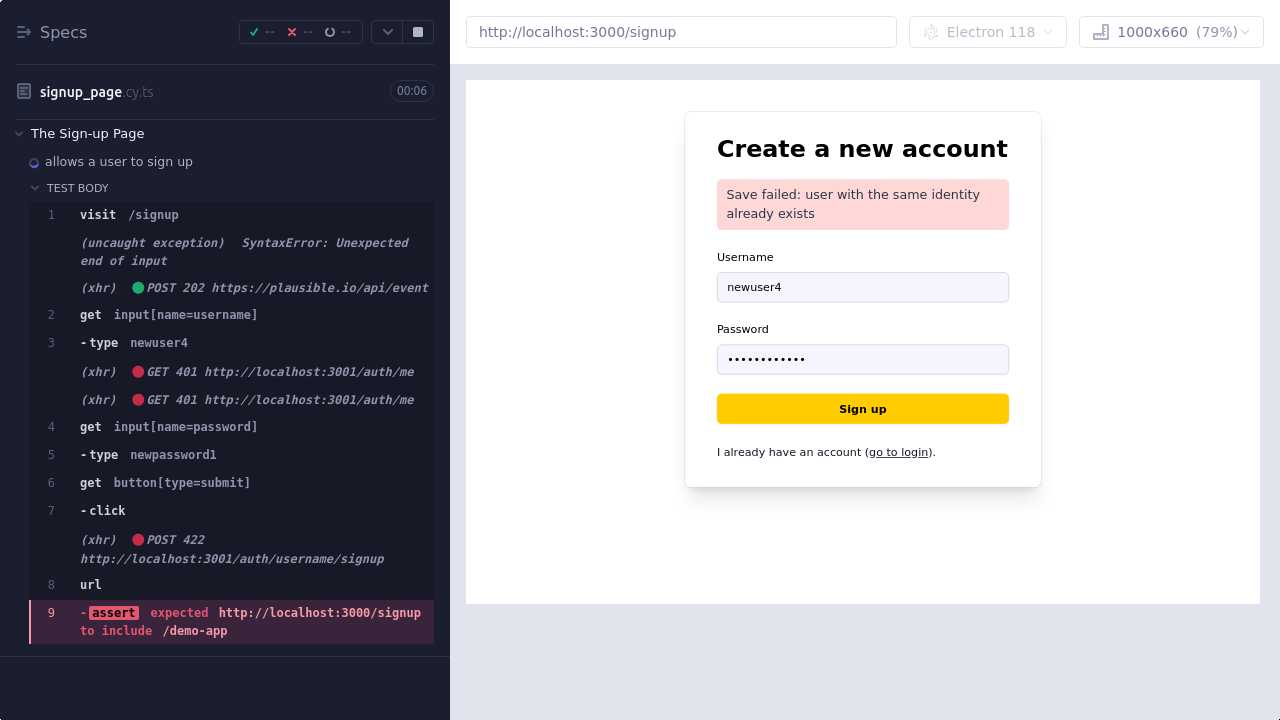 Specs
-- -- --
signup_page.cy.ts 00:06
The Sign-up Page
allows a user to sign up
TEST BODY
1 visit /signup
(uncaught exception) SyntaxError: Unexpected
end of input
(xhr) POST 202 https://plausible.io/api/event
2 get input[name=username]
3 -type newuser4
(xhr) GET 401 http://localhost:3001/auth/me
(xhr) GET 401 http://localhost:3001/auth/me
4 get input[name=password]
5 -type newpassword1
6 get button[type=submit]
7 -click
(xhr) POST 422
http://localhost:3001/auth/username/signup
8 url
9 -assert expected http://localhost:3000/signup
to include /demo-app
http://localhost:3000/signup
Electron 118
1000x660 (79%)
Create a new account
Save failed: user with the same identity
already exists
Username
newuser4
Password
••••••••••••
Sign up
I already have an account (go to login).